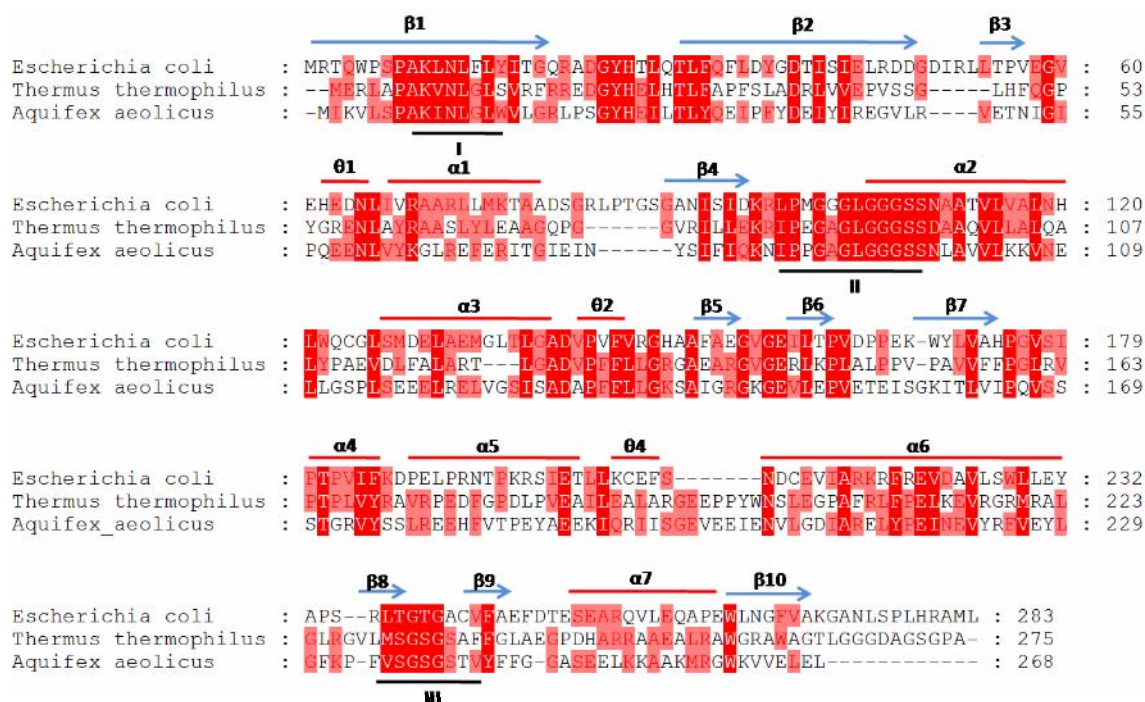 β1 β2 β3
Escherichia coli : MRTQWPSPAKLNLFLYITGQRADGYHTLQTLFQFLDYGDTISIELRDDGDIRLLTPVEGV : 60
Thermus thermophilus : --MERLAPAKVNLGLSVRFRREDGYHELHTLFAPFSLADRLVVEPVSSG-----LHFQGP : 53
Aquifex aeolicus : -MIKVLSPAKINLGLWVLGRLPSGYHEILTLYQEIPFYDEIYIREGVLR----VETNIGI : 55
I
θ1 α1 β4 α2
Escherichia coli : EHEDNLIVRAARLLMKTAADSGRLPTGSGANISIDKRLPMGGGLGGGSSNAATVLVALNH : 120
Thermus thermophilus : YGRENLAYRAASLYLEAAGQPG------GVRILLEKRIPEGAGLGGGSSDAAQVLLALQA : 107
Aquifex aeolicus : PQEENLVYKGLREFERITGIEIN------YSIFIQKNIPPGAGLGGGSSNLAVVLKKVNE : 109
II
α3 θ2 β5 β6 β7
Escherichia coli : LWQCGLSMDELAEMGLTLGADVPVFVRGHAAFAEGVGEILTPVDPPEK-WYLVAHPGVSI : 179
Thermus thermophilus : LYPAEVDLFALART---LGADVPFFLLGRGAEARGVGERLKPLALPPV-PAVVFFPGLRV : 163
Aquifex aeolicus : LLGSPLSEEELRELVGSISADAPFFLLGKSAIGRGKGEVLEPVETEISGKITLVIPQVSS : 169
α4 α5 θ4 α6
Escherichia coli : PTPVIFKDPELPRNTPKRSIETLLKCEFS-------NDCEVIARKRFREVDAVLSWLLEY : 232
Thermus thermophilus : PTPLVYRAVRPEDFGPDLPVEAILEALARGEEPPYWNSLEGPAFRLFPELKEVRGRMRAL : 223
Aquifex_aeolicus : STGRVYSSLREEHFVTPEYAEEKIQRIISGEVEEIENVLGDIARELYPEINEVYRFVEYL : 229
β8 β9 α7 β10
Escherichia coli : APS--RLTGTGACVFAEFDTESEARQVLEQAPEWLNGFVAKGANLSPLHRAML : 283
Thermus thermophilus : GLRGVLMSGSGSAFFGLAEGPDHARRAAEALRAWGRAWAGTLGGGDAGSGPA- : 275
Aquifex aeolicus : GFKP-FVSGSGSTVYFFG-GASEELKKAAKMRGWKVVELEL------------ : 268
III